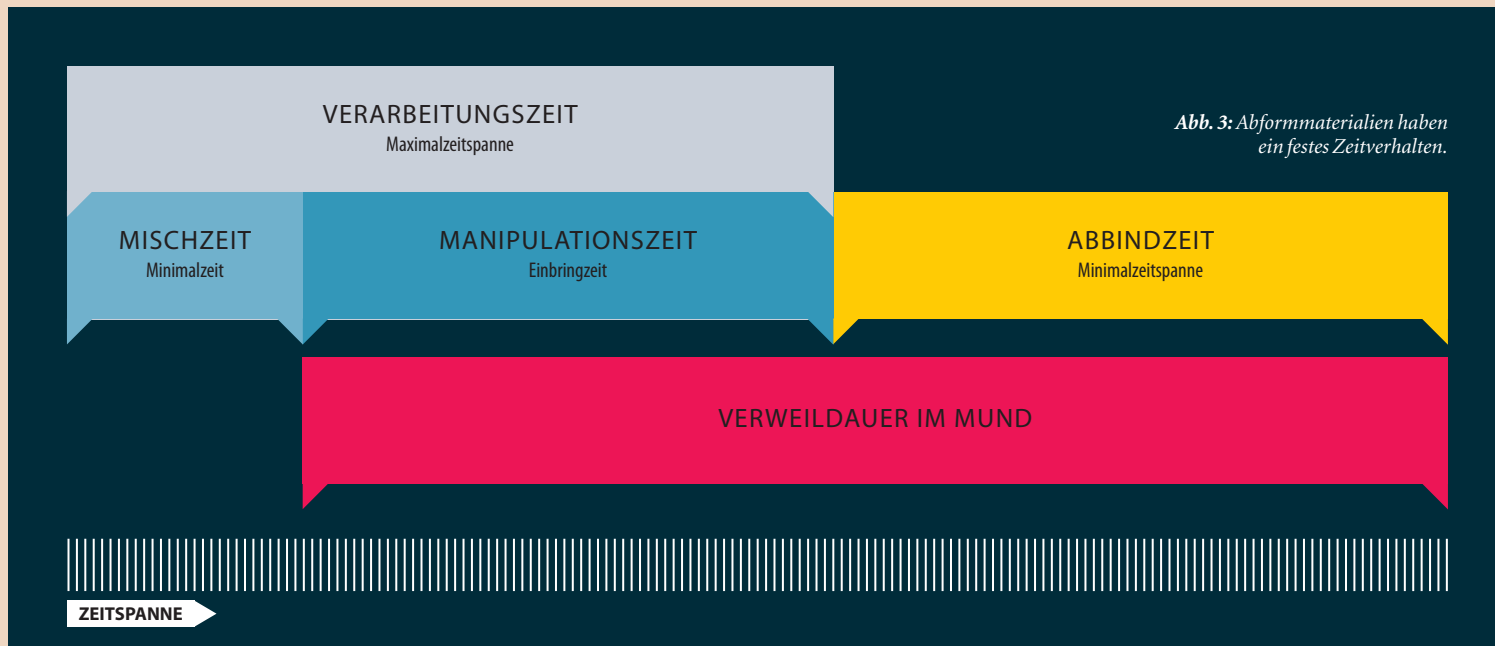 VERARBEITUNGSZEIT
Maximalzeitspanne
Abb. 3: Abformmaterialien haben
ein festes Zeitverhalten.
MISCHZEIT
Minimalzeit
MANIPULATIONSZEIT
Einbringzeit
ABBINDZEIT
Minimalzeitspanne
VERWEILDAUER IM MUND
ZEITSPANNE